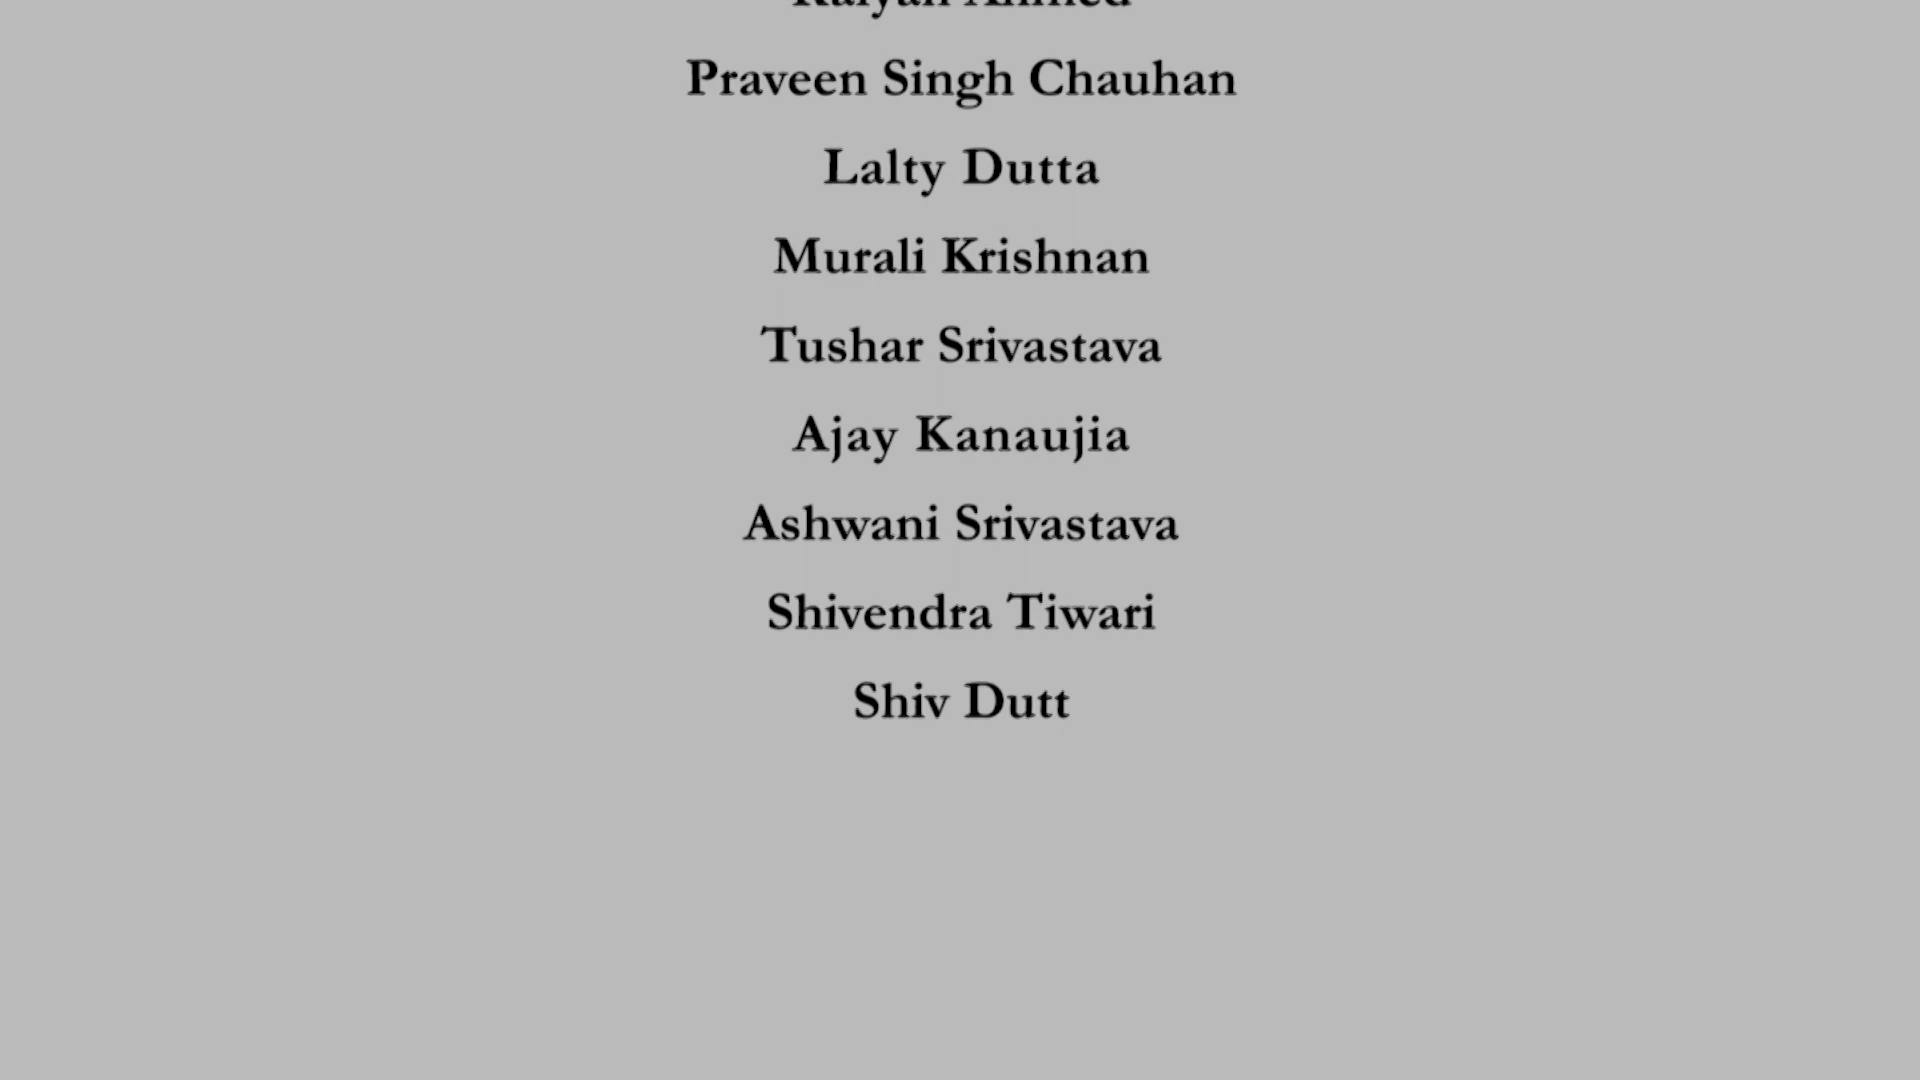 Praveen Singh Chauhan
Lalty Dutta
Murali Krishnan
Tushar Srivastava
Ajay Kanaujia
Ashwani Srivastava
Shivendra Tiwari
Shiv Dutt